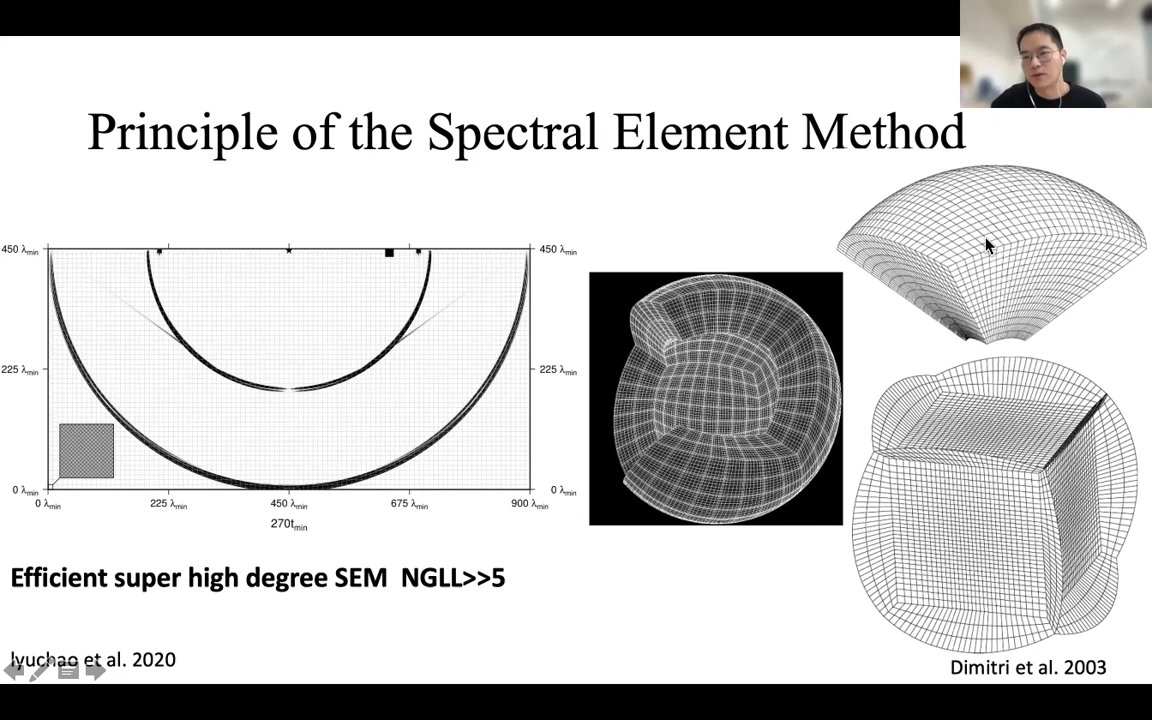 Principle of the Spectral Element Method
450 λmin
450 λmin
225 λmin
225 λmin
0 λmin
0 λmin
0 λmin 225 λmin 450 λmin 675 λmin 900 λmin
270tmin
Efficient super high degree SEM NGLL>>5
lyuchao et al. 2020
Dimitri et al. 2003